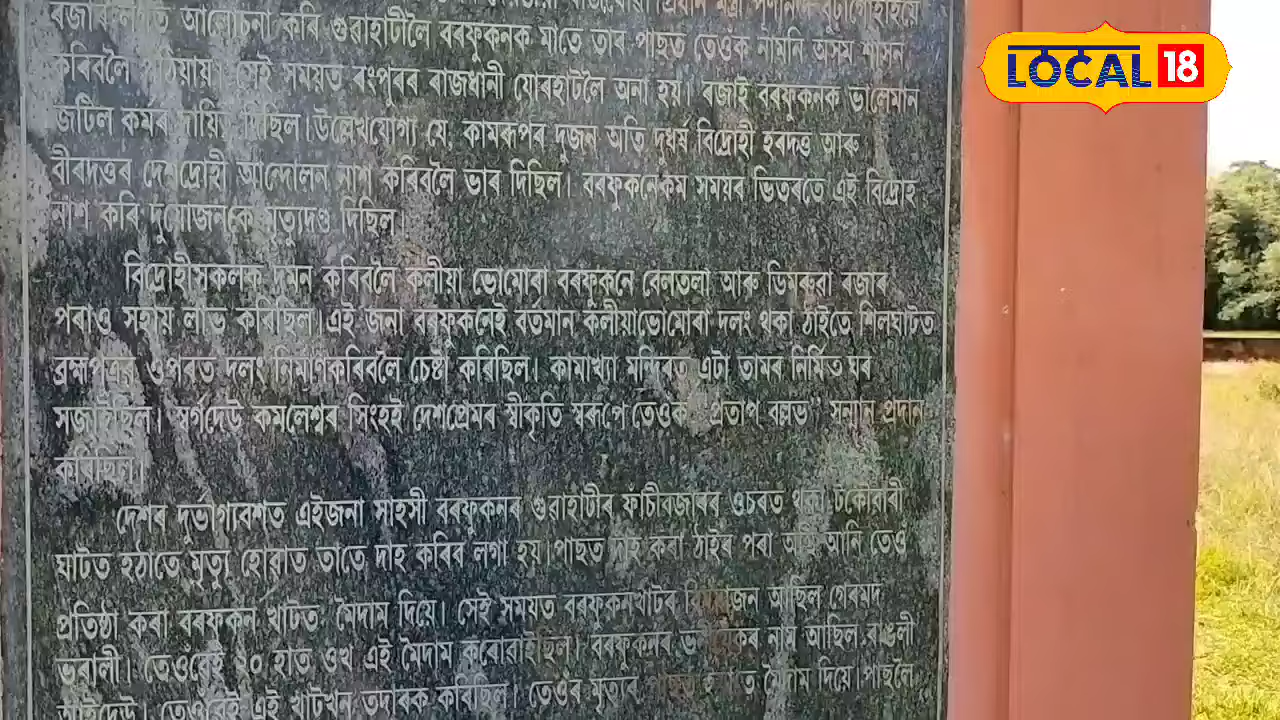 LOCAL 18
আলোচনা কৰি গুৱাহাটীলৈ বৰফুকনক মাতে তাৰ পাছত তেওঁক নামনি অসম শাসন
কৰিবলৈ পঠিয়ায়। সেই সময়ত ৰংপুৰৰ ৰাজধানী যোৰহাটলৈ অনা হয়। ৰজাই বৰফুকনক ভালেমান
জটিল কমৰ দিছিল।উল্লেখযোগ্য যে, কামৰূপৰ দুজন অতি দুধৰ্ষ বিদ্ৰোহী হৰদত্ত আৰু
বীৰদত্তৰ দেশদ্ৰোহী আন্দোলন নাশ কৰিবলৈ ভাৰ দিছিল। বৰফুকনেকম সময়ৰ ভিতৰতে এই বিদ্ৰোহ
নাশ কৰি দুয়োজনকে মৃত্যুদণ্ড দিছিল।
বিদ্ৰোহীসকলক দমন কৰিবলৈ কলীয়া ভোমোৰা বৰফুকনে বেলতলা আৰু ডিমৰুৱা ৰজাৰ
পৰাও সহায় লাভ কৰিছিল।এই জনা বৰফুকনেই বৰ্তমান কলীয়াভোমোৰা দলং থকা ঠাইতে শিলঘাটত
ব্ৰহ্মপুত্ৰৰ ওপৰত দলং নিৰ্মাণকৰিবলৈ চেষ্টা কৰিছিল। কামাখ্যা মন্দিৰত এটা তামৰ নিৰ্মিত ঘৰ
সজাইছিল। স্বৰ্গদেউ কমলেশ্বৰ সিংহই দেশপ্ৰেমৰ স্বীকৃতি স্বৰূপে তেওঁক 'প্ৰতাপ বল্লভ' সন্মান প্ৰদান
কৰিছিল।
দেশৰ দুৰ্ভাগ্যবশত এইজনা সাহসী বৰফুকনৰ গুৱাহাটীৰ ফাঁচীবজাৰৰ ওচৰত থকা চকোৱাৰী
ঘাটত হঠাতে মৃত্যু হোৱাত তাতে দাহ কৰিব লগা হয়।পাছত দাহ কৰা ঠাইৰ পৰা অস্থি আনি তেওঁ
প্ৰতিষ্ঠা কৰা বৰফুকন খাটত মৈদাম দিয়ে। সেই সময়ত বৰফুকনখাটৰ আছিল গেৰমদ
ভৰালী। তেওঁৰেই ২০ হাত ওখ এই মৈদাম কৰোৱাইছিল। বৰফুকনৰ নাম আছিল ৰাঙলী
আইদেউ। তেওঁৰেই এই খাটখন তদাৰক কৰিছিল। তেওঁৰ মৃত্যুৰ মৈদাম দিয়ে।পাছলৈ